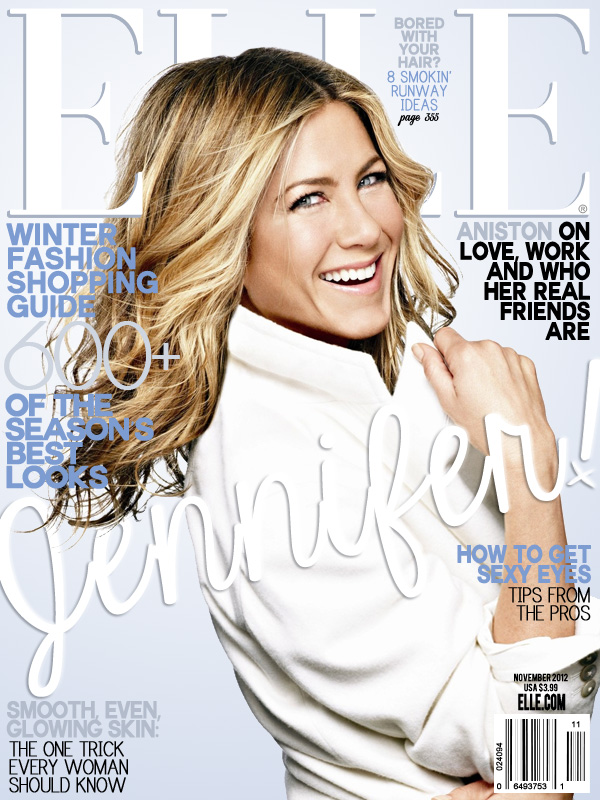 ELLE
®
BORED
WITH
YOUR
HAIR?
8 SMOKIN'
RUNWAY
IDEAS
page 355
WINTER
FASHION
SHOPPING
GUIDE
600+
OF THE
SEASON'S
BEST
LOOKS
ANISTON ON
LOVE, WORK
AND WHO
HER REAL
FRIENDS
ARE
Jennifer!
x
HOW TO GET
SEXY EYES
TIPS FROM
THE PROS
SMOOTH, EVEN,
GLOWING SKIN:
THE ONE TRICK
EVERY WOMAN
SHOULD KNOW
NOVEMBER 2012
USA $3.99
ELLE.COM
11
024094
0 6493753 1